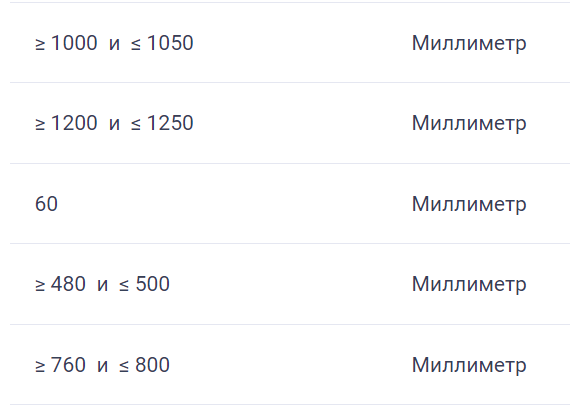 ≥ 1000 и ≤ 1050 Миллиметр
≥ 1200 и ≤ 1250 Миллиметр
60 Миллиметр
≥ 480 и ≤ 500 Миллиметр
≥ 760 и ≤ 800 Миллиметр